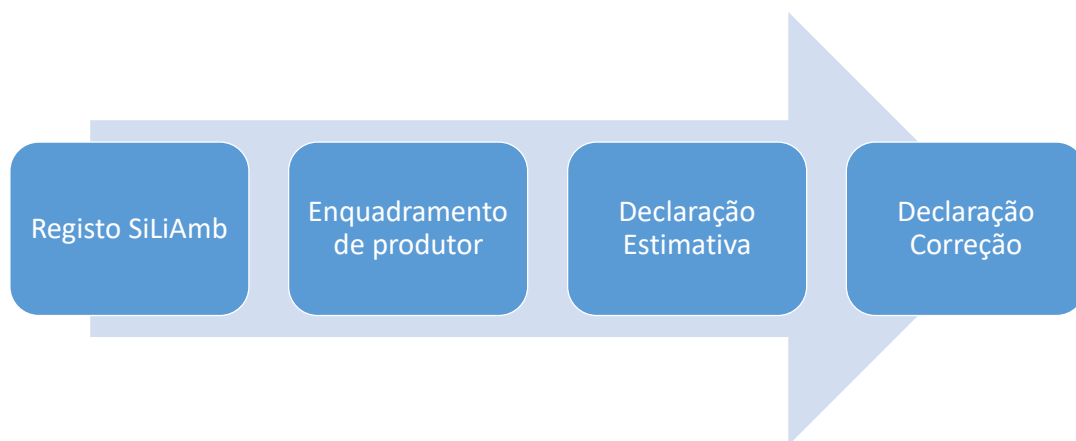 Registo SiLiAmb
Enquadramento
de produtor
Declaração
Estimativa
Declaração
Correção